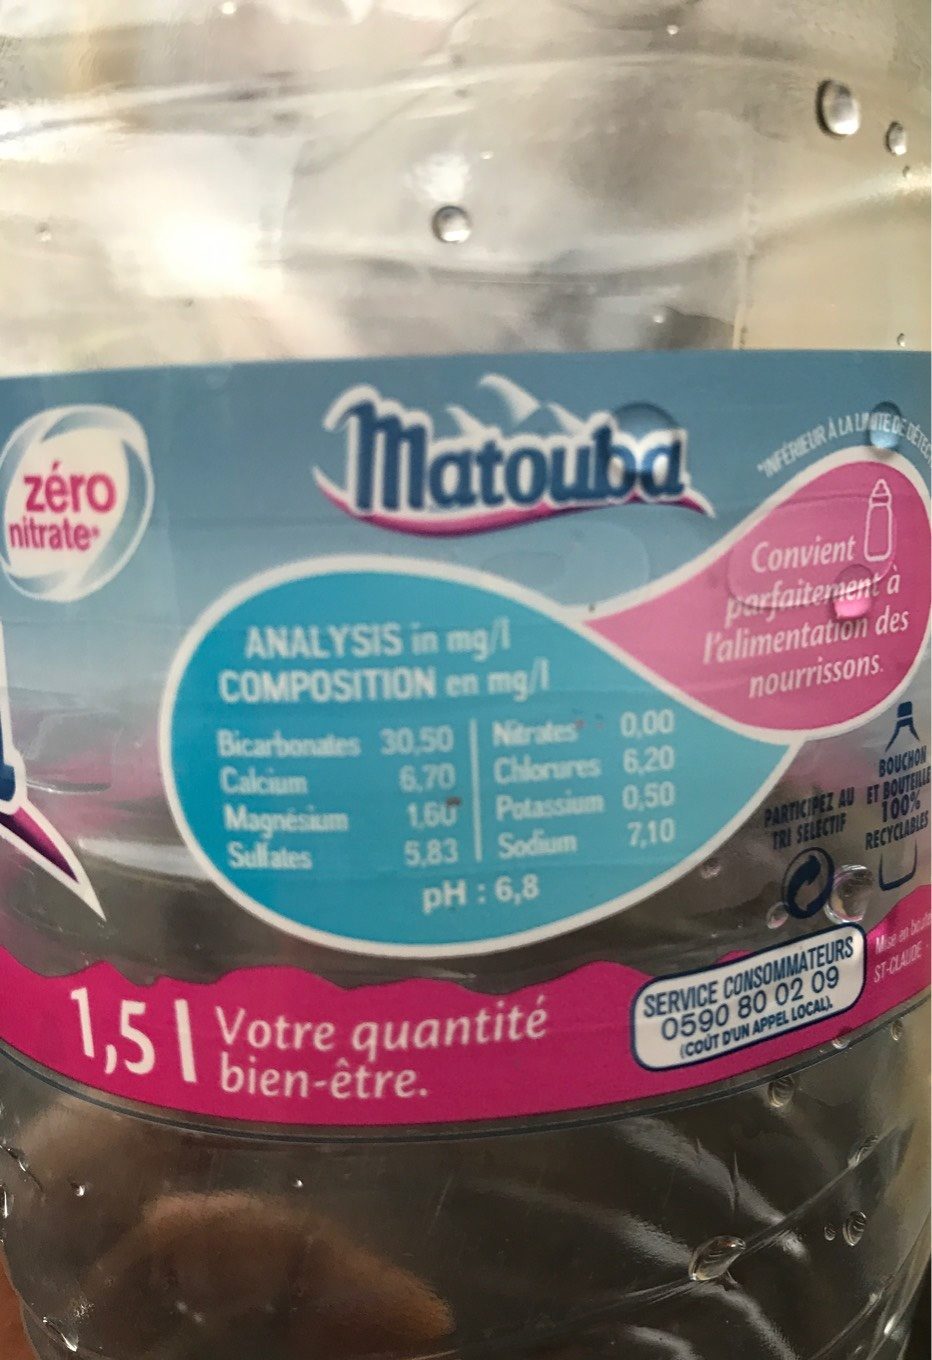 Matouba
zéro
nitrate*
*INFÉRIEUR À LA LIMITE DE
Convient
parfaitement à
l'alimentation des
nourrissons.
ANALYSIS in mg/l
COMPOSITION en mg/l
Bicarbonates 30,50
Calcium 6,70
Magnésium 1,60
Sulfates 5,83
Nitrates* 0,00
Chlorures 6,20
Potassium 0,50
Sodium 7,10
pH : 6,8
PARTICIPEZ AU
TRI SÉLECTIF
BOUCHON
ET BOUTEILLE
100%
RECYCLABLES
1,5 l
Votre quantité
bien-être.
SERVICE CONSOMMATEURS
0590 80 02 09
(COÛT D'UN APPEL LOCAL).
Mise en
ST-CLAUDE